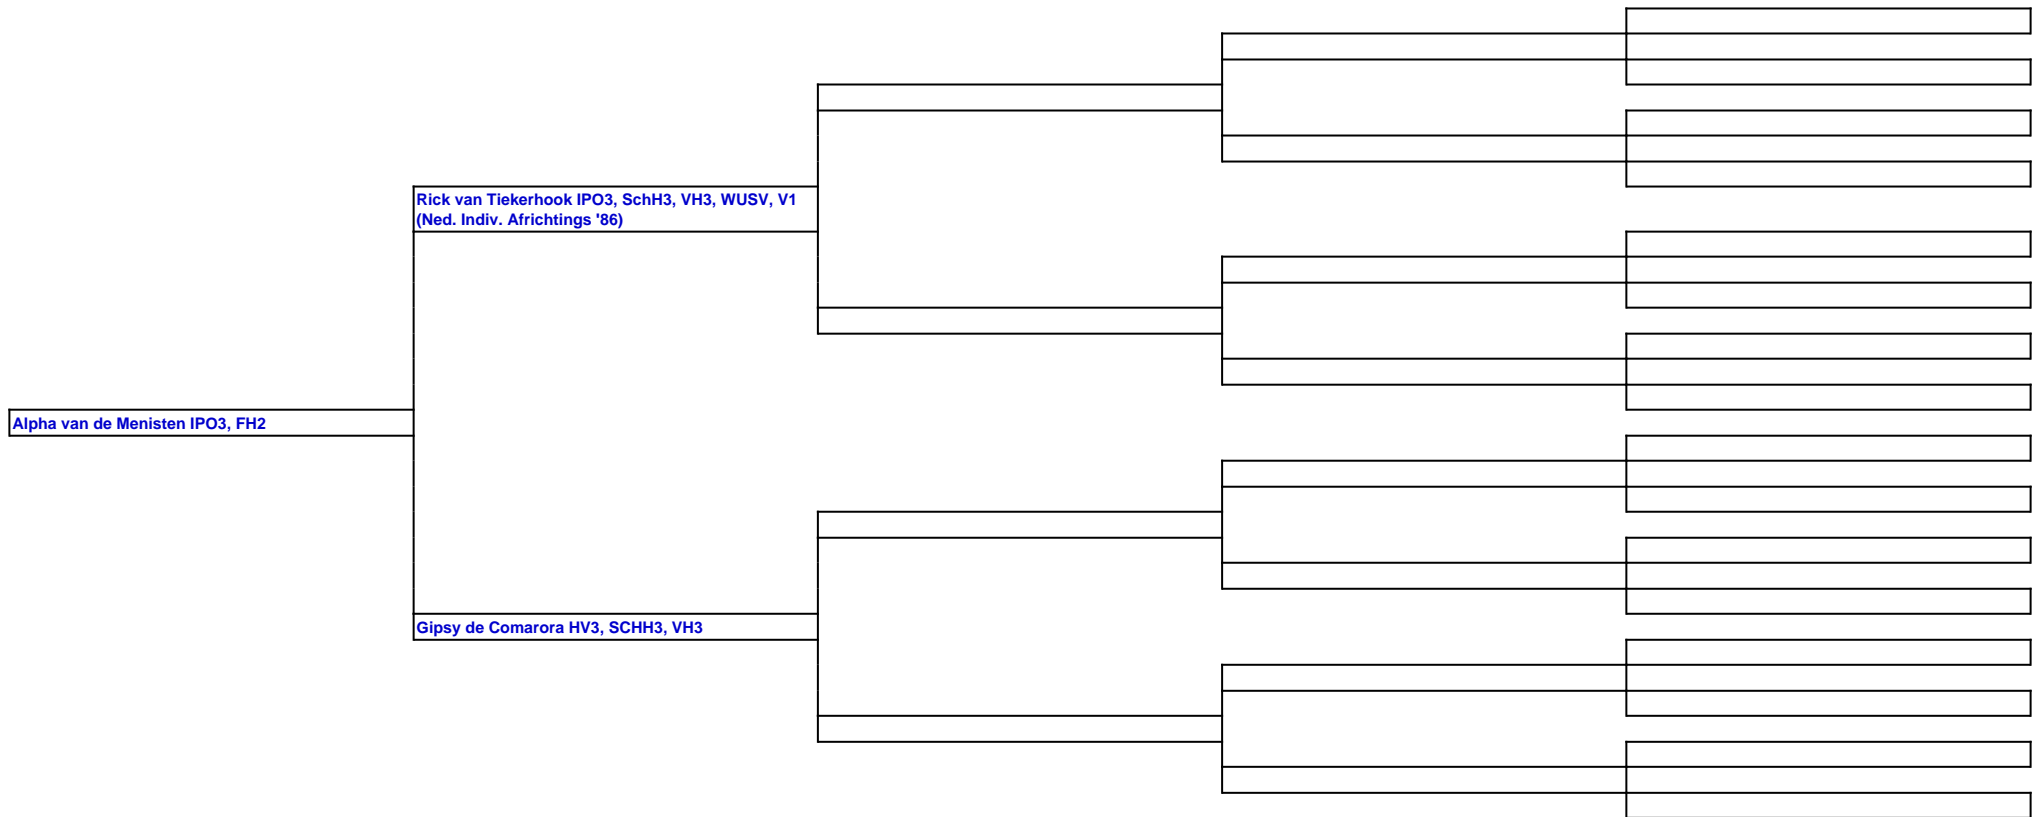 Rick van Tiekerhook IPO3, SchH3, VH3, WUSV, V1
(Ned. Indiv. Africhtings '86)
Alpha van de Menisten IPO3, FH2
Gipsy de Comarora HV3, SCHH3, VH3